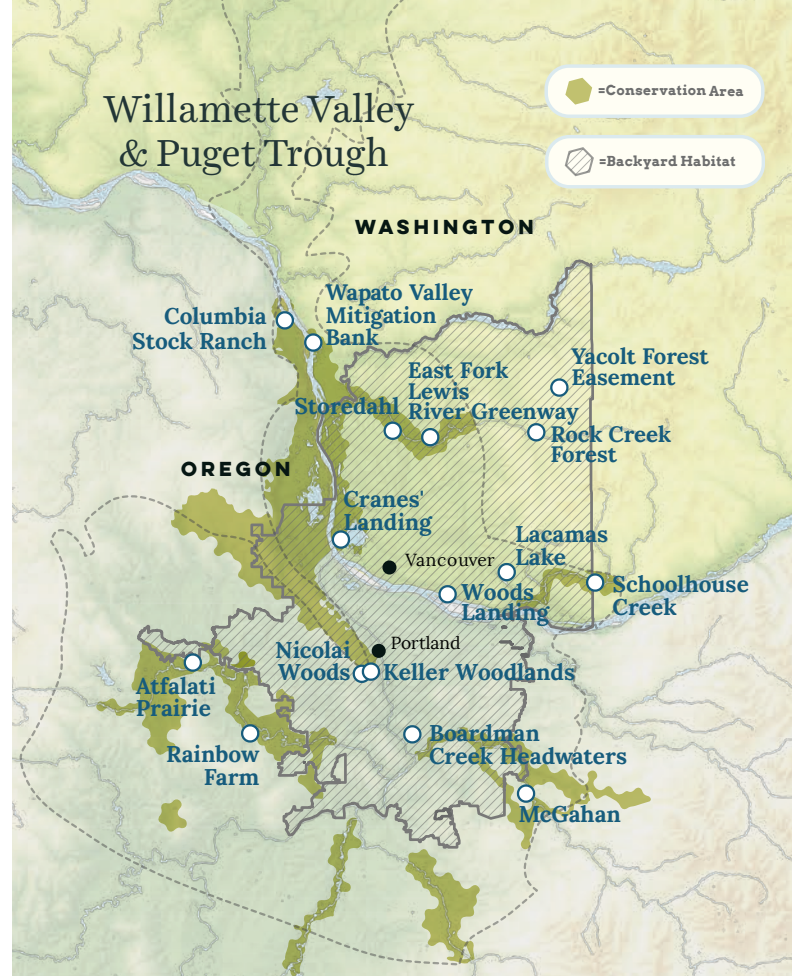 Willamette Valley
& Puget Trough
=Conservation Area
=Backyard Habitat
WASHINGTON
Wapato Valley
Mitigation
Bank
Columbia
Stock Ranch
East Fork
Lewis
River Greenway
Storedahl
Yacolt Forest
Easement
Rock Creek
Forest
OREGON
Cranes'
Landing
Vancouver
Lacamas
Lake
Woods
Landing
Schoolhouse
Creek
Portland
Nicolai
Woods
Keller Woodlands
Atfalati
Prairie
Rainbow
Farm
Boardman
Creek Headwaters
McGahan